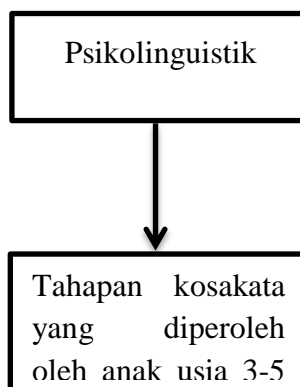 Psikolinguistik
Tahapan kosakata
yang diperoleh
oleh anak usia 3-5